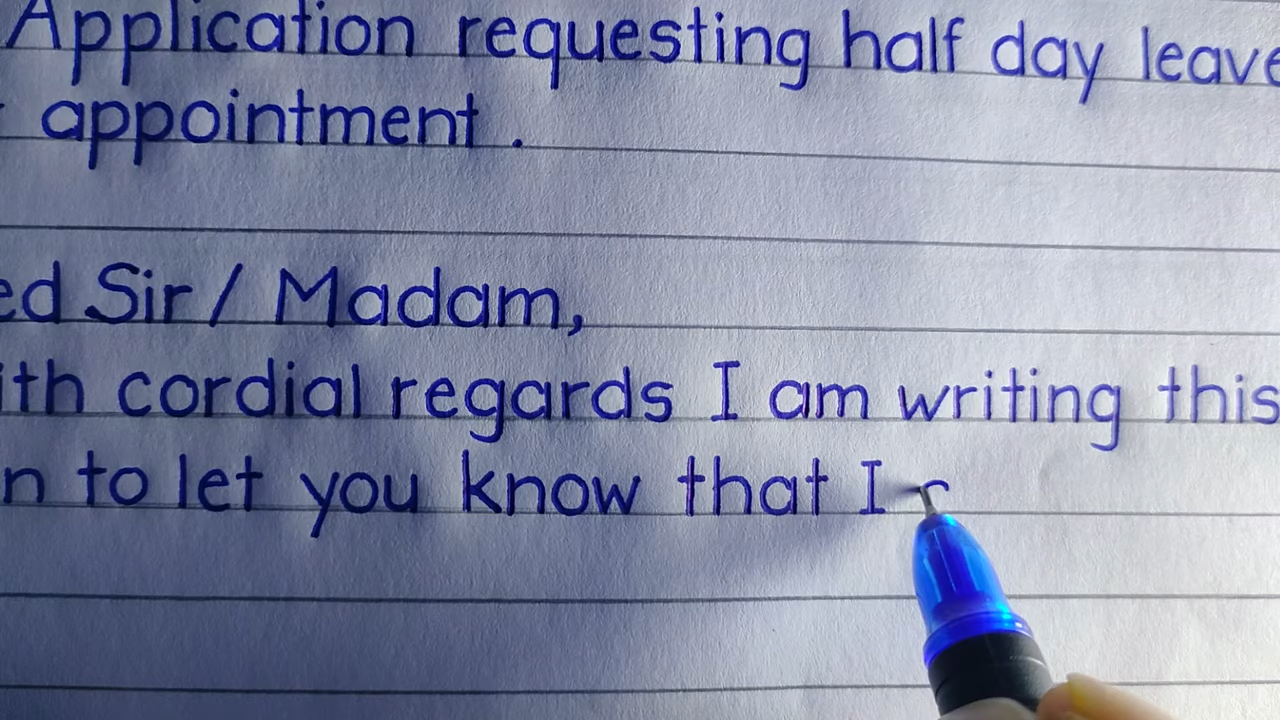 Application requesting half day leave
appointment .
ed Sir / Madam,
ith cordial regards I am writing this
n to let you know that I